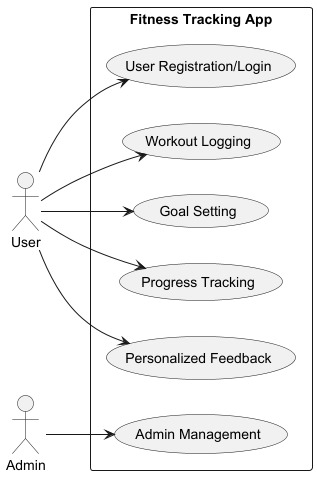 Fitness Tracking App
User Registration/Login
Workout Logging
Goal Setting
User
Progress Tracking
Personalized Feedback
Admin Management
Admin